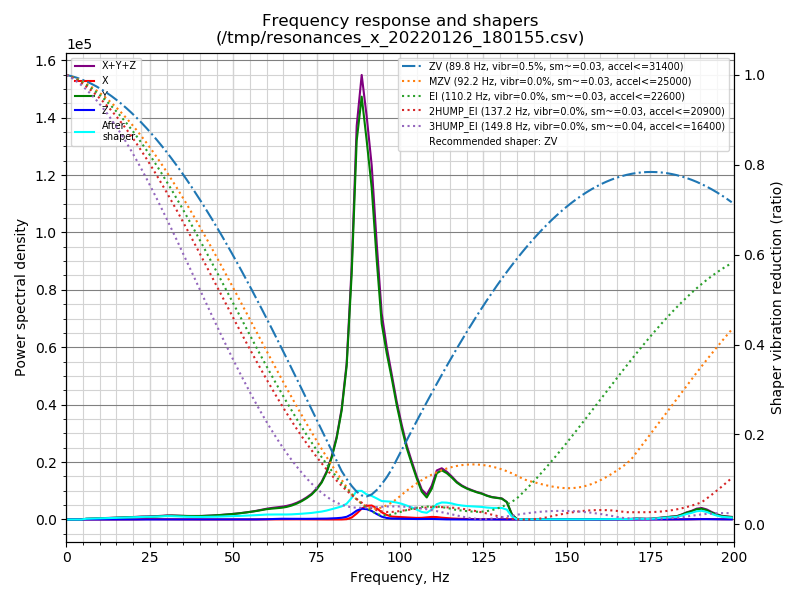 Frequency response and shapers
(/tmp/resonances_x_20220126_180155.csv)
1e5
X+Y+Z
X
Y
Z
After
shaper
ZV (89.8 Hz, vibr=0.5%, sm~=0.03, accel<=31400)
MZV (92.2 Hz, vibr=0.0%, sm~=0.03, accel<=25000)
EI (110.2 Hz, vibr=0.0%, sm~=0.03, accel<=22600)
2HUMP_EI (137.2 Hz, vibr=0.0%, sm~=0.03, accel<=20900)
3HUMP_EI (149.8 Hz, vibr=0.0%, sm~=0.04, accel<=16400)
Recommended shaper: ZV
1.6
1.4
1.2
1.0
0.8
0.6
0.4
0.2
0.0
Power spectral density
1.0
0.8
0.6
0.4
0.2
0.0
Shaper vibration reduction (ratio)
0 25 50 75 100 125 150 175 200
Frequency, Hz